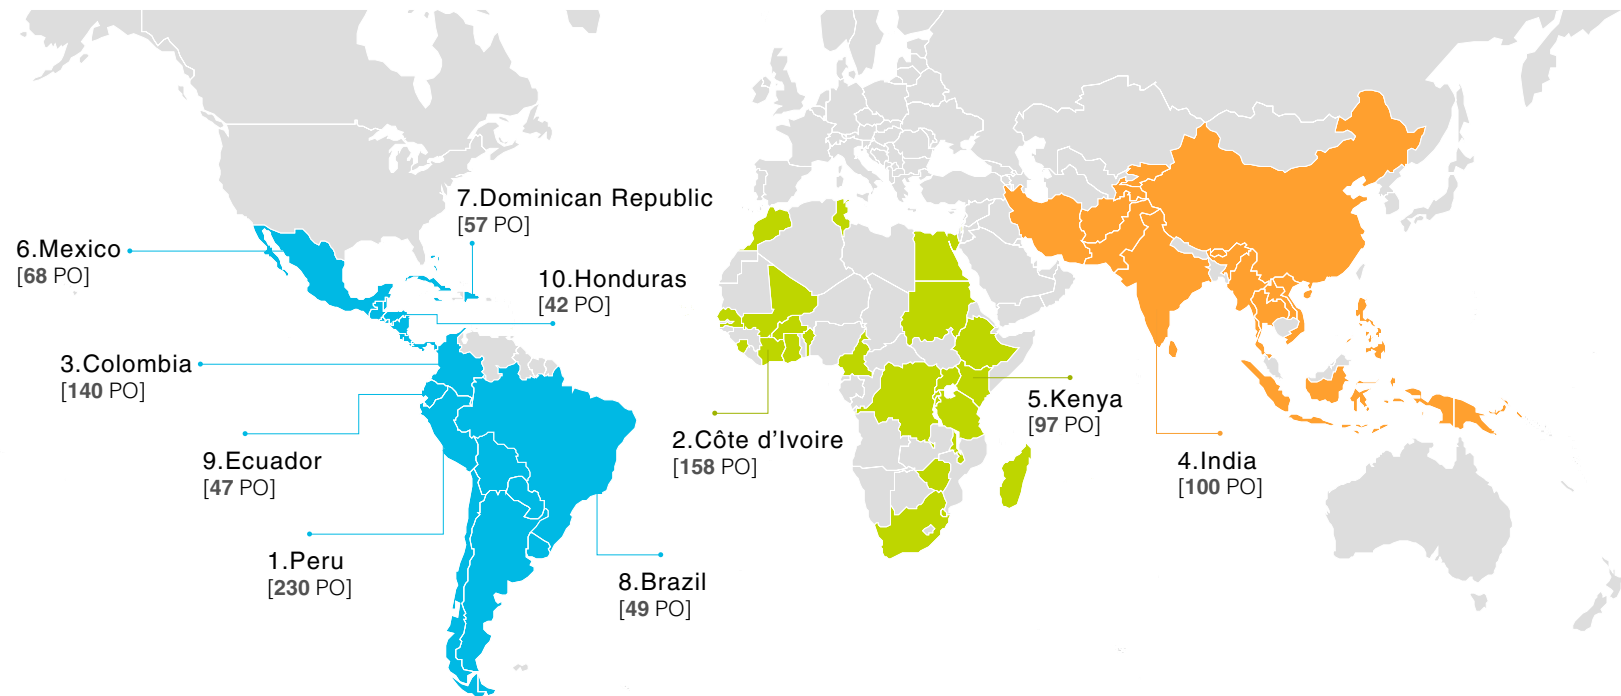 7.Dominican Republic
[57 PO]
6.Mexico
[68 PO]
10.Honduras
[42 PO]
3.Colombia
[140 PO]
5.Kenya
[97 PO]
2.Côte d’Ivoire
[158 PO]
9.Ecuador
[47 PO]
4.India
[100 PO]
1.Peru
[230 PO]
8.Brazil
[49 PO]